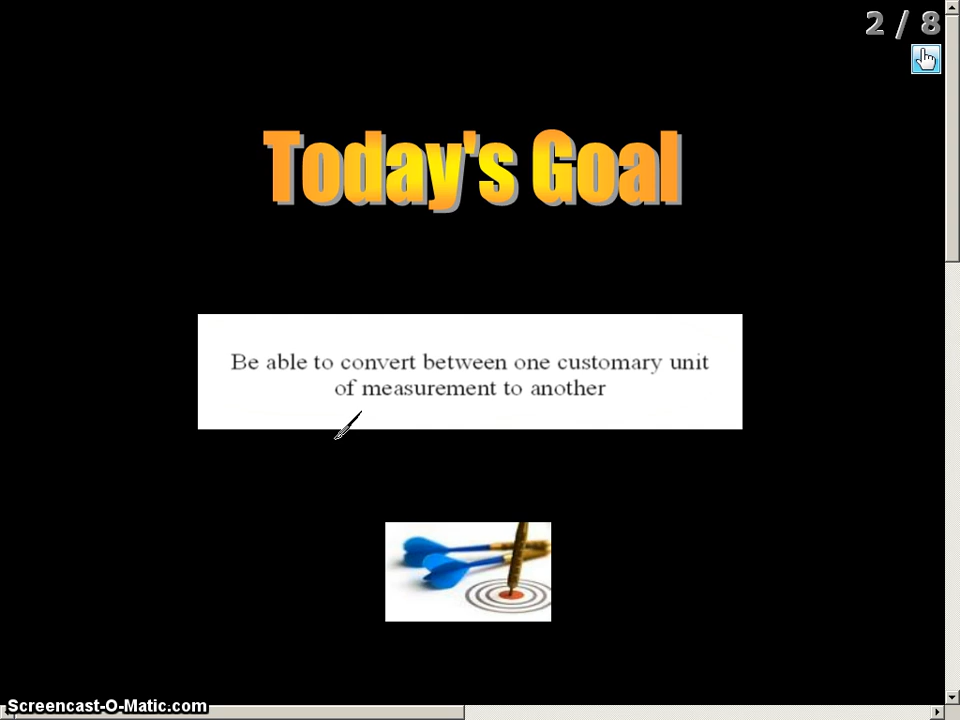 2 / 8
Today's Goal
Be able to convert between one customary unit
of measurement to another
Screencast-O-Matic.com